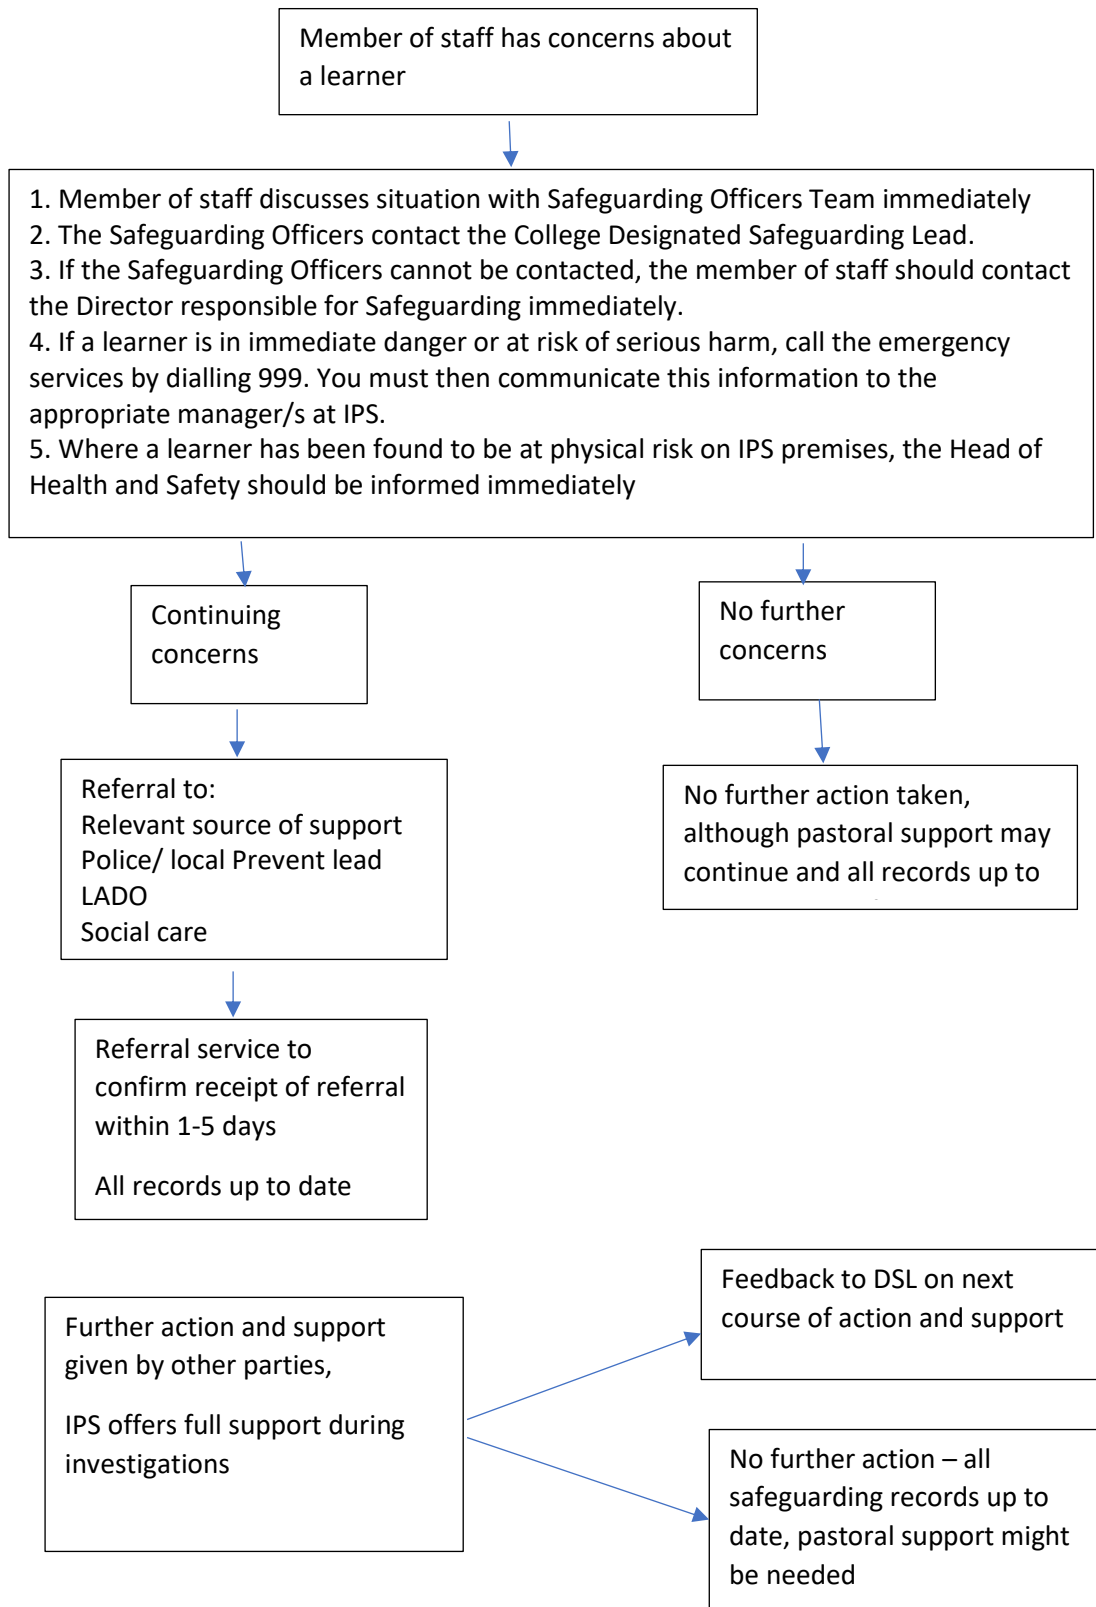 Member of staff has concerns about
a learner
1. Member of staff discusses situation with Safeguarding Officers Team immediately
2. The Safeguarding Officers contact the College Designated Safeguarding Lead.
3. If the Safeguarding Officers cannot be contacted, the member of staff should contact
the Director responsible for Safeguarding immediately.
4. If a learner is in immediate danger or at risk of serious harm, call the emergency
services by dialling 999. You must then communicate this information to the
appropriate manager/s at IPS.
5. Where a learner has been found to be at physical risk on IPS premises, the Head of
Health and Safety should be informed immediately
Continuing
concerns
No further
concerns
Referral to:
Relevant source of support
Police/ local Prevent lead
LADO
Social care
No further action taken,
although pastoral support may
continue and all records up to
Referral service to
confirm receipt of referral
within 1-5 days
All records up to date
Further action and support
given by other parties,
IPS offers full support during
investigations
Feedback to DSL on next
course of action and support
No further action – all
safeguarding records up to
date, pastoral support might
be needed